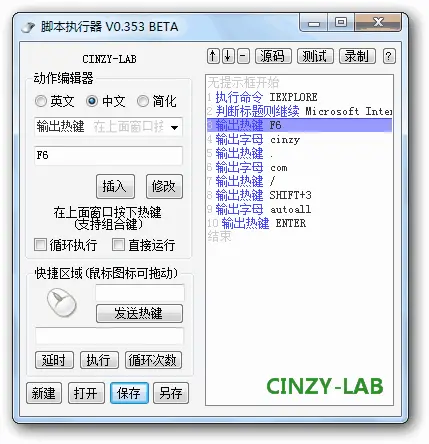 脚本执行器 V0.353 BETA
CINZY-LAB
源码
测试
录制
?
动作编辑器
英文
中文
简化
输出热键 在上面窗口按
F6
插入
修改
在上面窗口按下热键
(支持组合键)
循环执行
直接运行
快捷区域(鼠标图标可拖动)
发送热键
延时
执行
循环次数
新建
打开
保存
另存
无提示框开始
1 执行命令 IEXPLORE
2 判断标题则继续 Microsoft Inter
3 输出热键 F6
4 输出字母 cinzy
5 输出热键 .
6 输出字母 com
7 输出热键 /
8 输出热键 SHIFT+3
9 输出字母 autoall
10 输出热键 ENTER
结束
CINZY-LAB